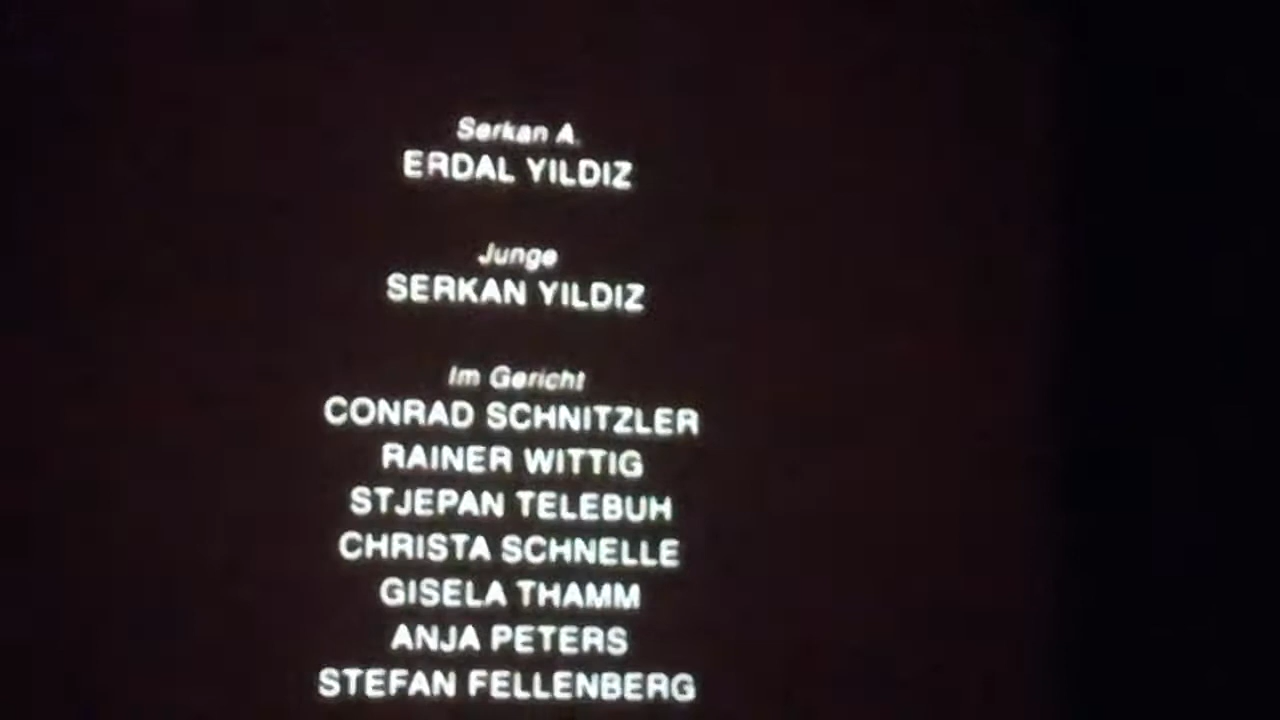 Serkan A.
ERDAL YILDIZ
Junge
SERKAN YILDIZ
Im Gericht
CONRAD SCHNITZLER
RAINER WITTIG
STJEPAN TELEBUH
CHRISTA SCHNELLE
GISELA THAMM
ANJA PETERS
STEFAN FELLENBERG